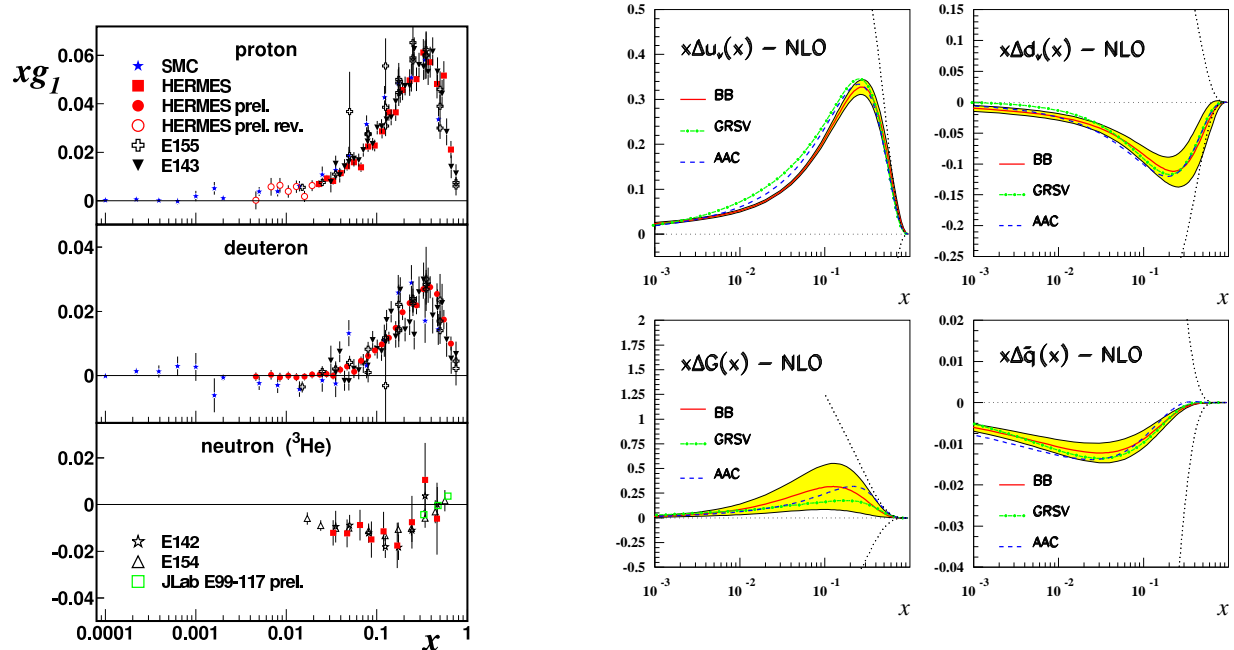 xg₁
proton
SMC
HERMES
HERMES prel.
HERMES prel. rev.
E155
E143
0.06
0.04
0.02
0
deuteron
0.04
0.02
0
neutron (³He)
0.02
0
-0.02
-0.04
E142
E154
JLab E99-117 prel.
0.0001 0.001 0.01 0.1 1
x
xΔuᵥ(x) – NLO
BB
GRSV
AAC
0.5
0.4
0.3
0.2
0.1
0
10⁻³ 10⁻² 10⁻¹
x
xΔdᵥ(x) – NLO
BB
GRSV
AAC
0.15
0.1
0.05
0
-0.05
-0.1
-0.15
-0.2
-0.25
10⁻³ 10⁻² 10⁻¹
x
xΔG(x) – NLO
BB
GRSV
AAC
2
1.75
1.5
1.25
1
0.75
0.5
0.25
0
-0.25
-0.5
10⁻³ 10⁻² 10⁻¹
x
xΔq̄(x) – NLO
BB
GRSV
AAC
0.02
0.01
0
-0.01
-0.02
-0.03
-0.04
10⁻³ 10⁻² 10⁻¹
x